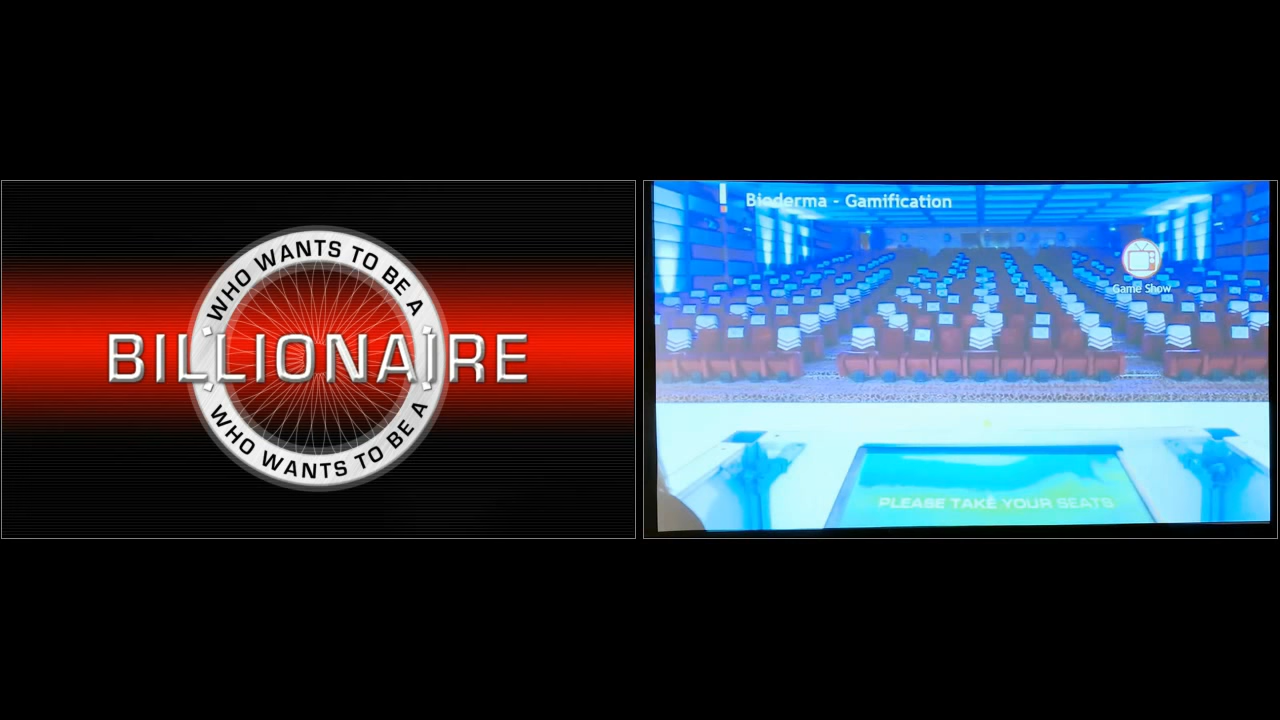 WHO WANTS TO BE A
BILLIONAIRE
WHO WANTS TO BE A
Bioderma - Gamification
Game Show
PLEASE TAKE YOUR SEATS